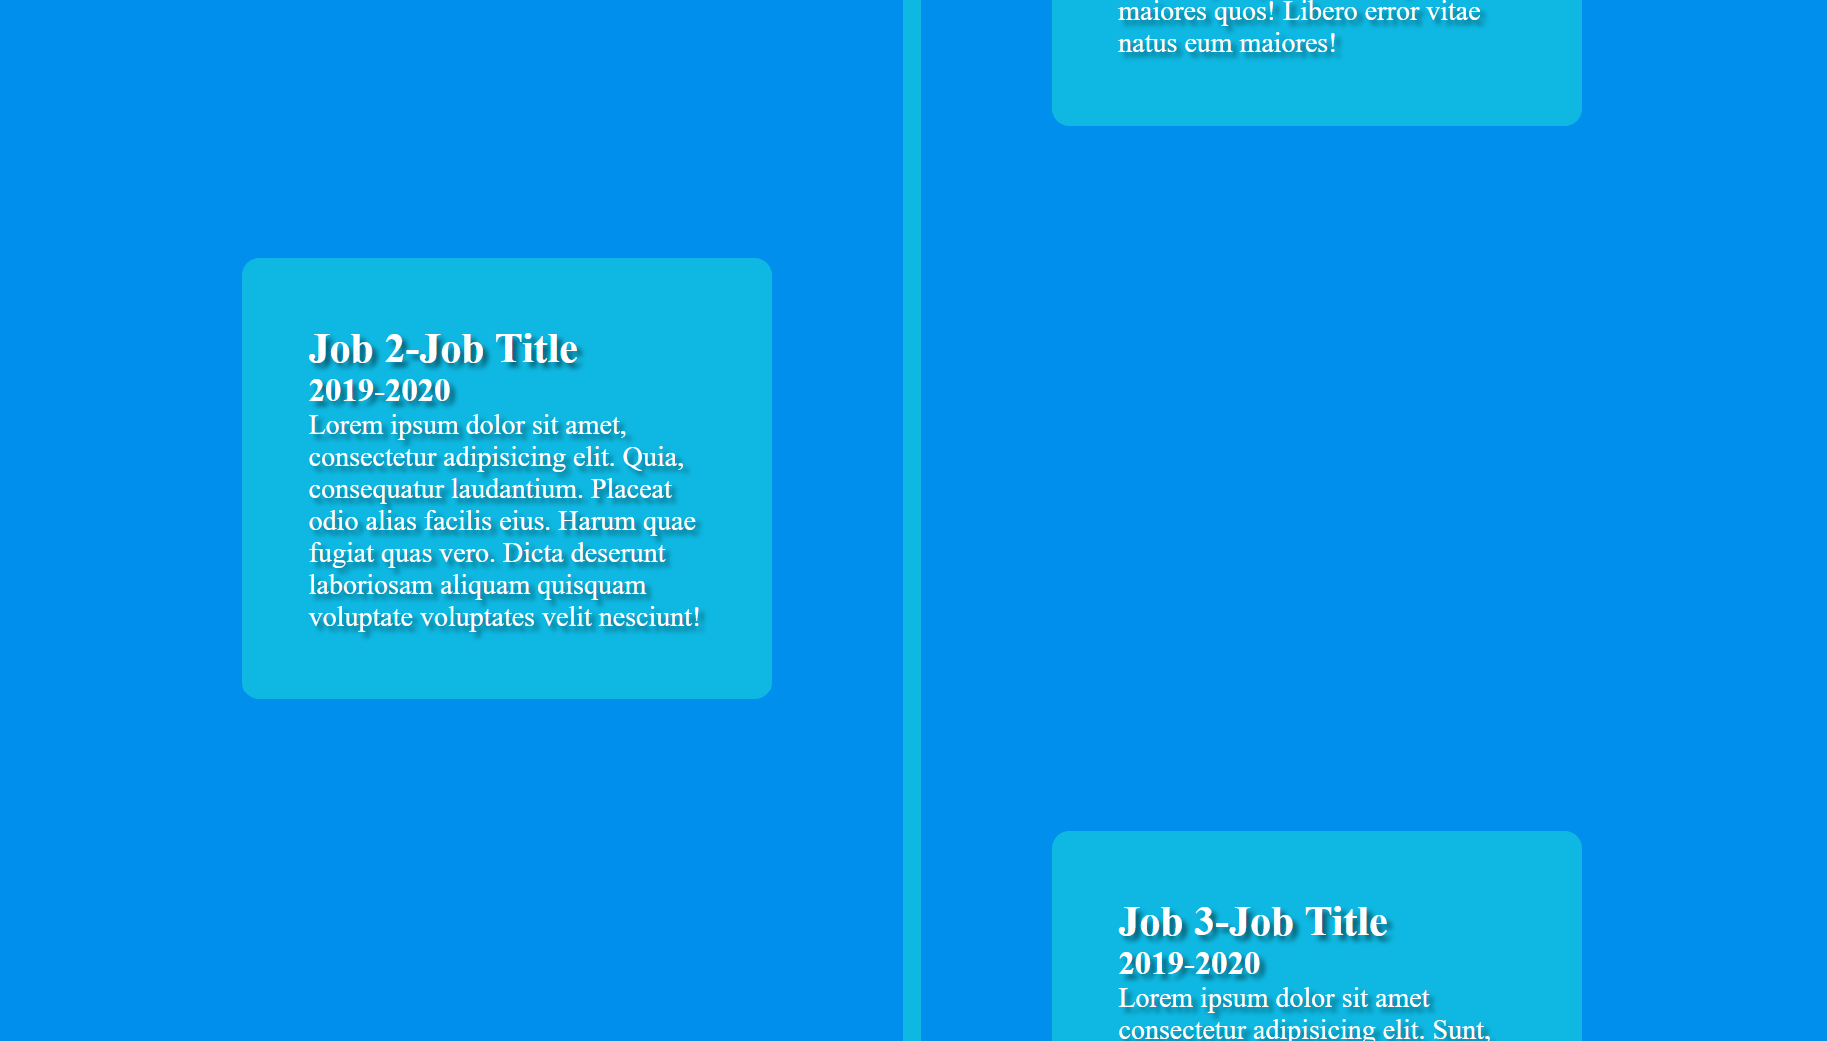 maiores quos! Libero error vitae
natus eum maiores!
Job 2-Job Title
2019-2020
Lorem ipsum dolor sit amet,
consectetur adipisicing elit. Quia,
consequatur laudantium. Placeat
odio alias facilis eius. Harum quae
fugiat quas vero. Dicta deserunt
laboriosam aliquam quisquam
voluptate voluptates velit nesciunt!
Job 3-Job Title
2019-2020
Lorem ipsum dolor sit amet
consectetur adipisicing elit. Sunt,